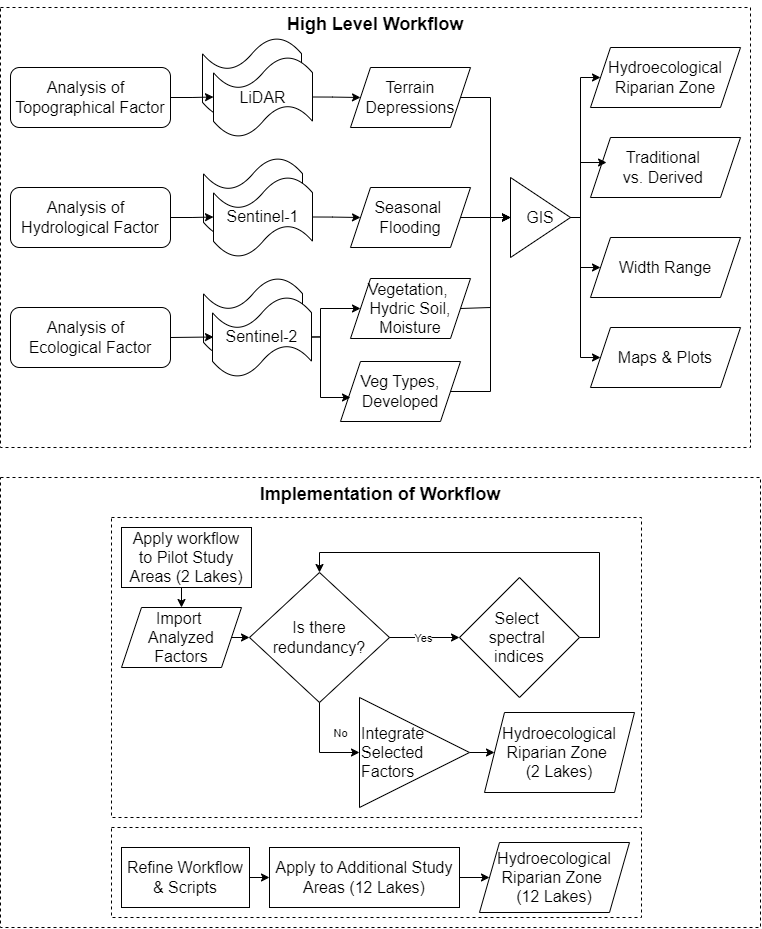 High Level Workflow
Analysis of
Topographical Factor
LiDAR
Terrain
Depressions
Analysis of
Hydrological Factor
Sentinel-1
Seasonal
Flooding
Analysis of
Ecological Factor
Sentinel-2
Vegetation,
Hydric Soil,
Moisture
Veg Types,
Developed
GIS
Hydroecological
Riparian Zone
Traditional
vs. Derived
Width Range
Maps & Plots
Implementation of Workflow
Apply workflow
to Pilot Study
Areas (2 Lakes)
Import
Analyzed
Factors
Is there
redundancy?
Yes
Select
spectral
indices
No
Integrate
Selected
Factors
Hydroecological
Riparian Zone
(2 Lakes)
Refine Workflow
& Scripts
Apply to Additional Study
Areas (12 Lakes)
Hydroecological
Riparian Zone
(12 Lakes)